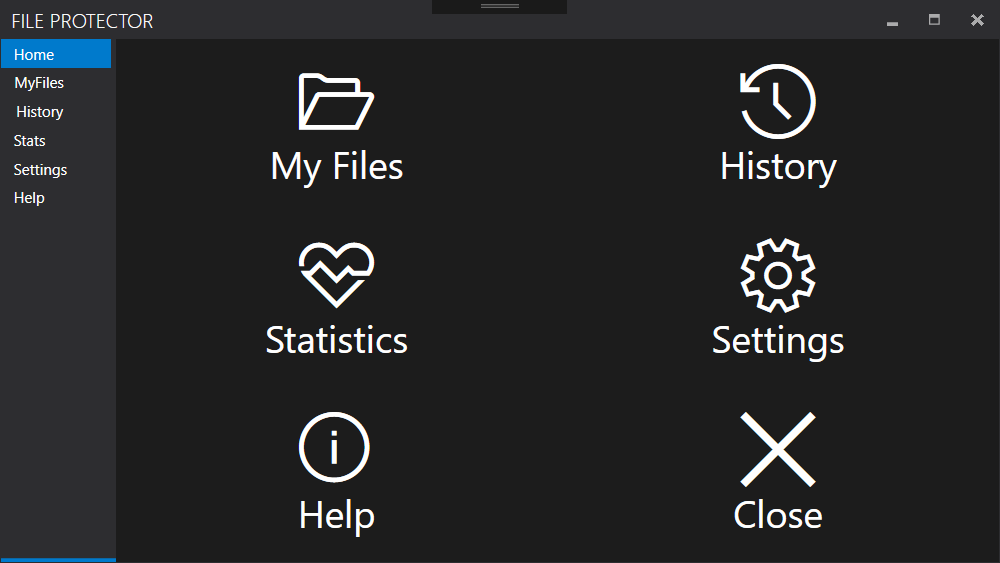 FILE PROTECTOR
Home
MyFiles
History
Stats
Settings
Help
My Files
History
Statistics
Settings
Help
Close